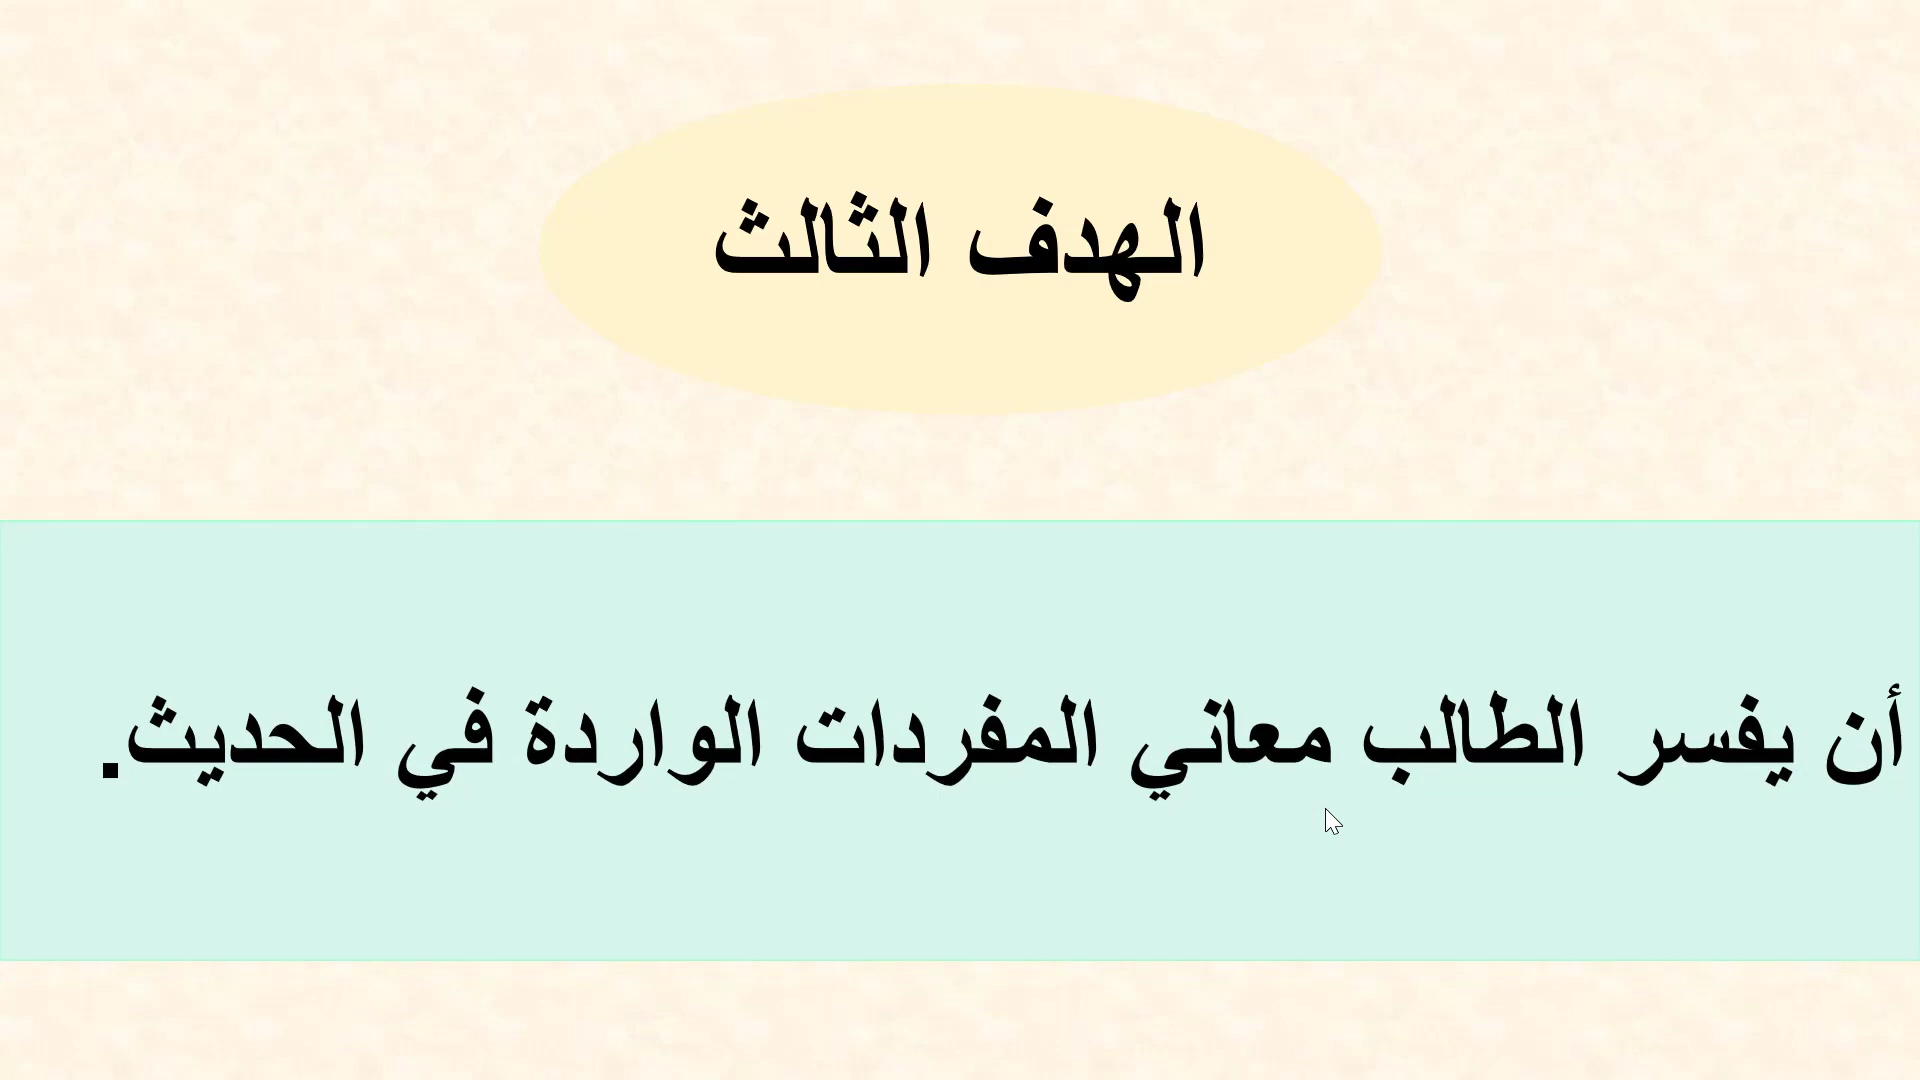 الهدف الثالث
أن يفسر الطالب معاني المفردات الواردة في الحديث.